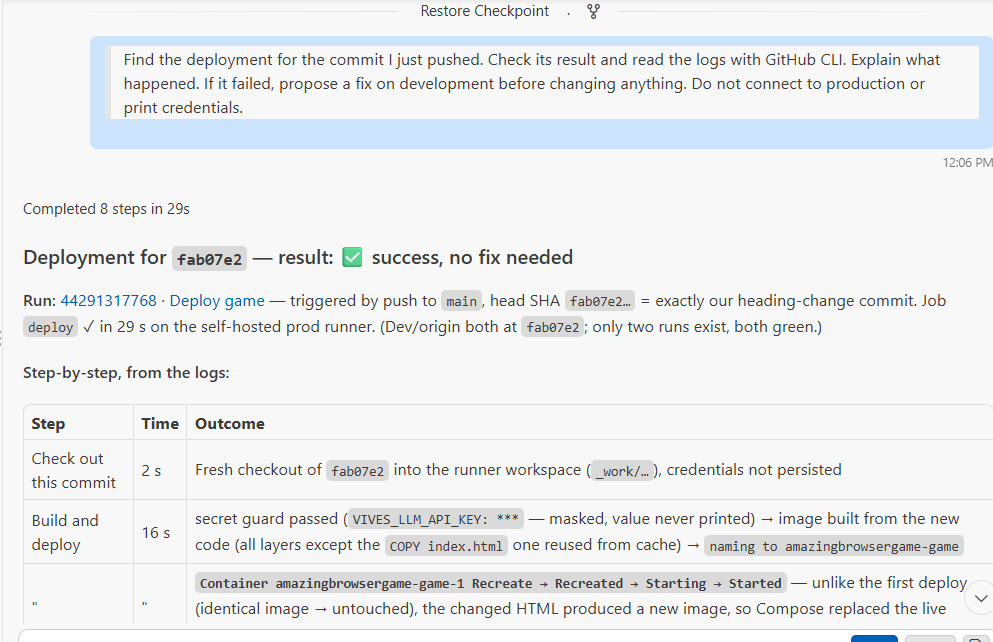 Restore Checkpoint
Find the deployment for the commit I just pushed. Check its result and read the logs with GitHub CLI. Explain what
happened. If it failed, propose a fix on development before changing anything. Do not connect to production or
print credentials.
12:06 PM
Completed 8 steps in 29s
Deployment for fab07e2 — result: ✅ success, no fix needed
Run: 44291317768 · Deploy game — triggered by push to main, head SHA fab07e2… = exactly our heading-change commit. Job
deploy ✓ in 29 s on the self-hosted prod runner. (Dev/origin both at fab07e2; only two runs exist, both green.)
Step-by-step, from the logs:
Step Time Outcome
Check out
this commit
2 s
Fresh checkout of fab07e2 into the runner workspace (_work/…), credentials not persisted
Build and
deploy
16 s
secret guard passed (VIVES_LLM_API_KEY: *** — masked, value never printed) → image built from the new
code (all layers except the COPY index.html one reused from cache) → naming to amazingbrowsergame-game
" "
Container amazingbrowsergame-game-1 Recreate → Recreated → Starting → Started — unlike the first deploy
(identical image → untouched), the changed HTML produced a new image, so Compose replaced the live